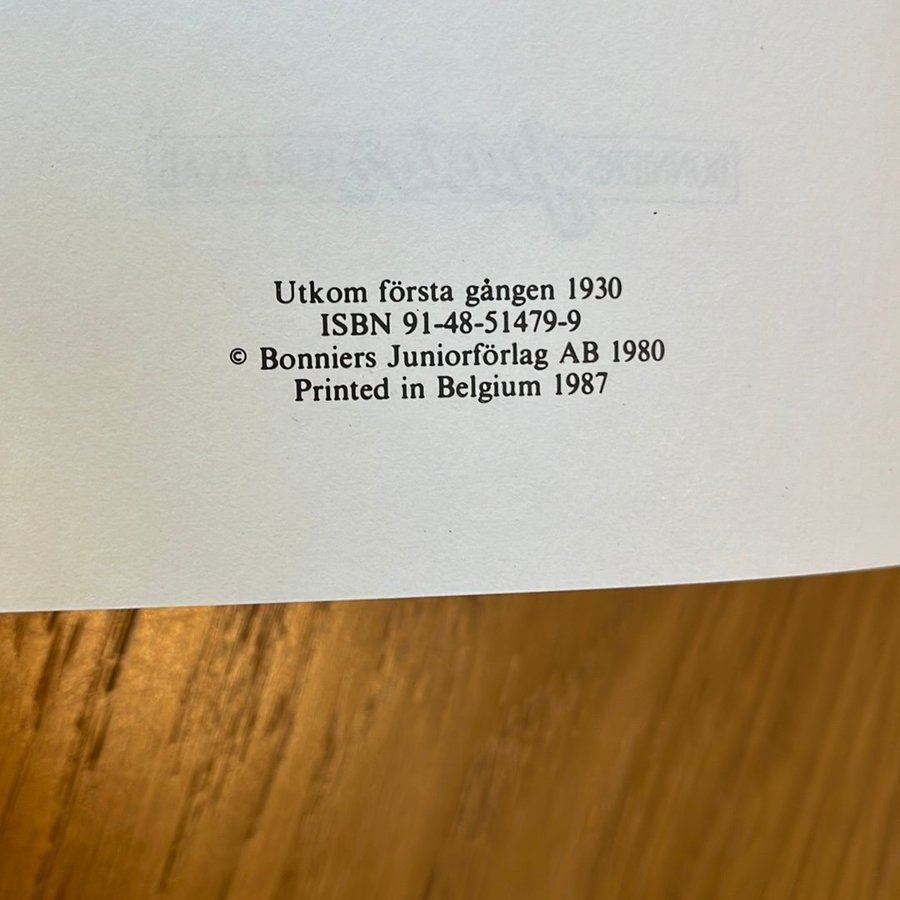 Utkom första gången 1930
ISBN 91-48-51479-9
© Bonniers Juniorförlag AB 1980
Printed in Belgium 1987